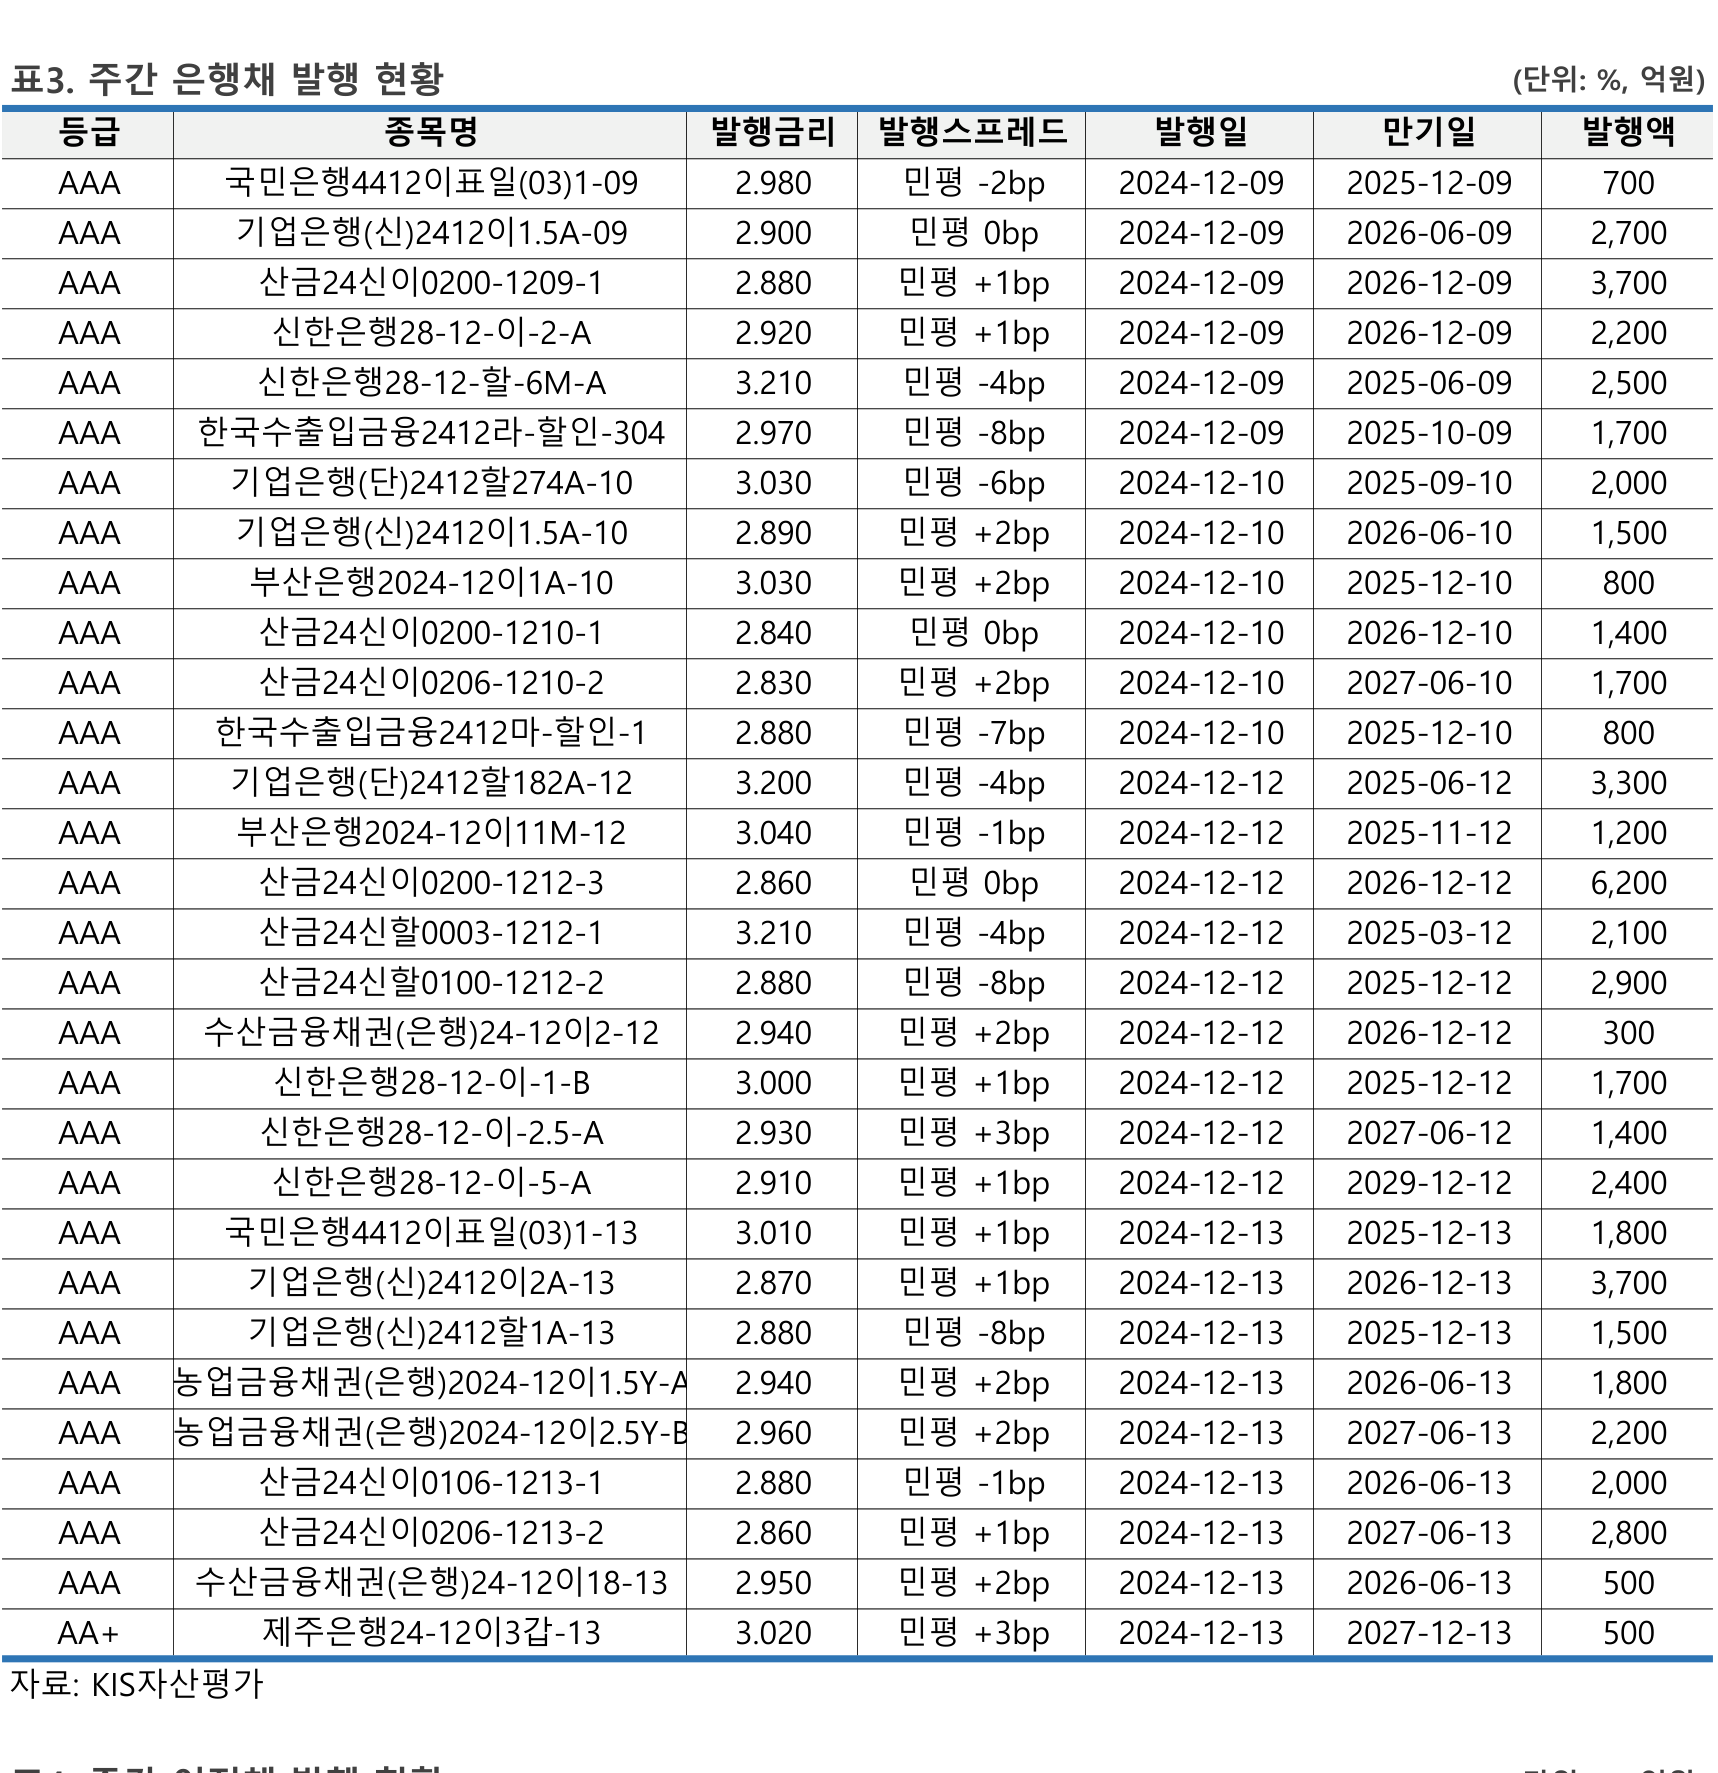 표3. 주간 은행채 발행 현황 (단위: %, 억원)
등급 종목명 발행금리 발행스프레드 발행일 만기일 발행액
AAA 국민은행4412이표일(03)1-09 2.980 민평 -2bp 2024-12-09 2025-12-09 700
AAA 기업은행(신)2412이1.5A-09 2.900 민평 0bp 2024-12-09 2026-06-09 2,700
AAA 산금24신이0200-1209-1 2.880 민평 +1bp 2024-12-09 2026-12-09 3,700
AAA 신한은행28-12-이-2-A 2.920 민평 +1bp 2024-12-09 2026-12-09 2,200
AAA 신한은행28-12-할-6M-A 3.210 민평 -4bp 2024-12-09 2025-06-09 2,500
AAA 한국수출입금융2412라-할인-304 2.970 민평 -8bp 2024-12-09 2025-10-09 1,700
AAA 기업은행(단)2412할274A-10 3.030 민평 -6bp 2024-12-10 2025-09-10 2,000
AAA 기업은행(신)2412이1.5A-10 2.890 민평 +2bp 2024-12-10 2026-06-10 1,500
AAA 부산은행2024-12이1A-10 3.030 민평 +2bp 2024-12-10 2025-12-10 800
AAA 산금24신이0200-1210-1 2.840 민평 0bp 2024-12-10 2026-12-10 1,400
AAA 산금24신이0206-1210-2 2.830 민평 +2bp 2024-12-10 2027-06-10 1,700
AAA 한국수출입금융2412마-할인-1 2.880 민평 -7bp 2024-12-10 2025-12-10 800
AAA 기업은행(단)2412할182A-12 3.200 민평 -4bp 2024-12-12 2025-06-12 3,300
AAA 부산은행2024-12이11M-12 3.040 민평 -1bp 2024-12-12 2025-11-12 1,200
AAA 산금24신이0200-1212-3 2.860 민평 0bp 2024-12-12 2026-12-12 6,200
AAA 산금24신할0003-1212-1 3.210 민평 -4bp 2024-12-12 2025-03-12 2,100
AAA 산금24신할0100-1212-2 2.880 민평 -8bp 2024-12-12 2025-12-12 2,900
AAA 수산금융채권(은행)24-12이2-12 2.940 민평 +2bp 2024-12-12 2026-12-12 300
AAA 신한은행28-12-이-1-B 3.000 민평 +1bp 2024-12-12 2025-12-12 1,700
AAA 신한은행28-12-이-2.5-A 2.930 민평 +3bp 2024-12-12 2027-06-12 1,400
AAA 신한은행28-12-이-5-A 2.910 민평 +1bp 2024-12-12 2029-12-12 2,400
AAA 국민은행4412이표일(03)1-13 3.010 민평 +1bp 2024-12-13 2025-12-13 1,800
AAA 기업은행(신)2412이2A-13 2.870 민평 +1bp 2024-12-13 2026-12-13 3,700
AAA 기업은행(신)2412할1A-13 2.880 민평 -8bp 2024-12-13 2025-12-13 1,500
AAA 농업금융채권(은행)2024-12이1.5Y-A 2.940 민평 +2bp 2024-12-13 2026-06-13 1,800
AAA 농업금융채권(은행)2024-12이2.5Y-B 2.960 민평 +2bp 2024-12-13 2027-06-13 2,200
AAA 산금24신이0106-1213-1 2.880 민평 -1bp 2024-12-13 2026-06-13 2,000
AAA 산금24신이0206-1213-2 2.860 민평 +1bp 2024-12-13 2027-06-13 2,800
AAA 수산금융채권(은행)24-12이18-13 2.950 민평 +2bp 2024-12-13 2026-06-13 500
AA+ 제주은행24-12이3갑-13 3.020 민평 +3bp 2024-12-13 2027-12-13 500
자료: KIS자산평가